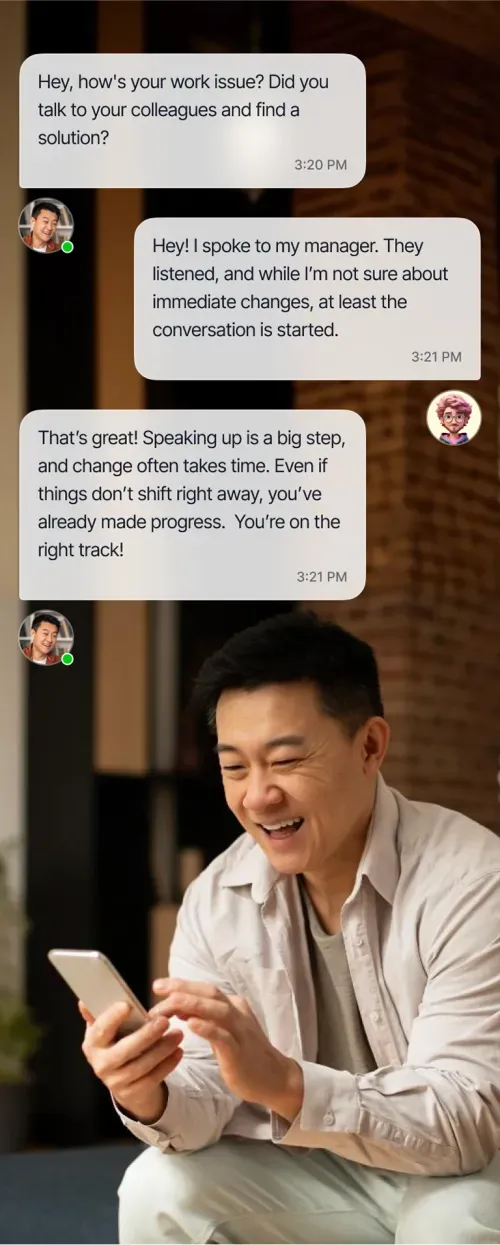 Hey, how's your work issue? Did you
talk to your colleagues and find a
solution?
3:20 PM
Hey! I spoke to my manager. They
listened, and while I’m not sure about
immediate changes, at least the
conversation is started.
3:21 PM
That’s great! Speaking up is a big step,
and change often takes time. Even if
things don’t shift right away, you’ve
already made progress.  You’re on the
right track!
3:21 PM